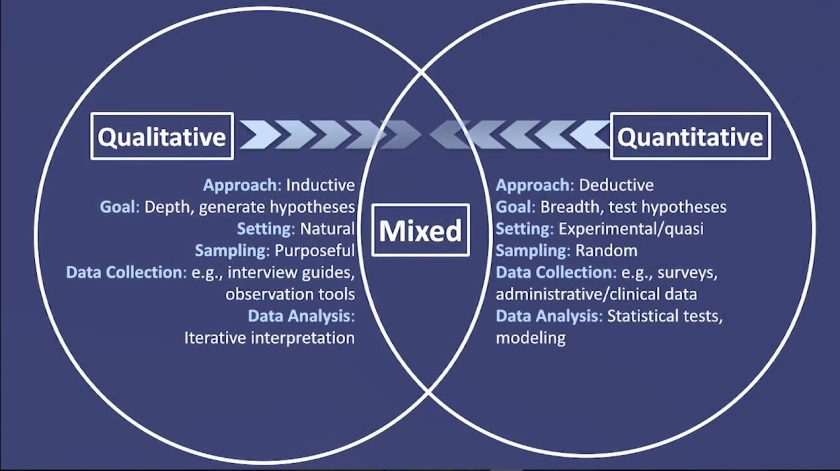 Qualitative
Approach: Inductive
Goal: Depth, generate hypotheses
Setting: Natural
Sampling: Purposeful
Data Collection: e.g., interview guides,
observation tools
Data Analysis:
Iterative interpretation
Mixed
Quantitative
Approach: Deductive
Goal: Breadth, test hypotheses
Setting: Experimental/quasi
Sampling: Random
Data Collection: e.g., surveys,
administrative/clinical data
Data Analysis: Statistical tests,
modeling